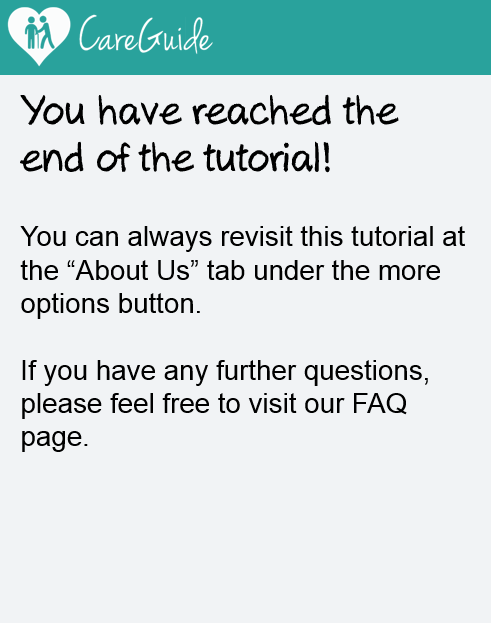 CareGuide
You have reached the
end of the tutorial!
You can always revisit this tutorial at
the “About Us” tab under the more
options button.
If you have any further questions,
please feel free to visit our FAQ
page.